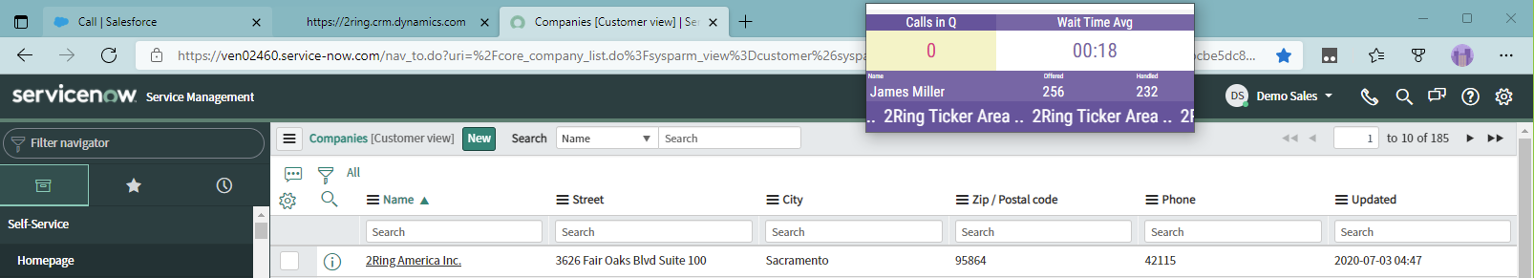 Call | Salesforce
https://2ring.crm.dynamics.com
Companies [Customer view] | Ser
https://ven02460.service-now.com/nav_to.do?uri=%2Fcore_company_list.do%3Fsysparm_view%3Dcustomer%26syspa
cbe5dc8...
Calls in Q
Wait Time Avg
0
00:18
Name
Offered
Handled
James Miller
256
232
.. 2Ring Ticker Area .. 2Ring Ticker Area .. 2R
servicenow Service Management
DS
Demo Sales
Filter navigator
Companies [Customer view]
New
Search
Name
Search
1 to 10 of 185
All
Name
Street
City
Zip / Postal code
Phone
Updated
Self-Service
Search
Search
Search
Search
Search
Search
Homepage
2Ring America Inc.
3626 Fair Oaks Blvd Suite 100
Sacramento
95864
42115
2020-07-03 04:47